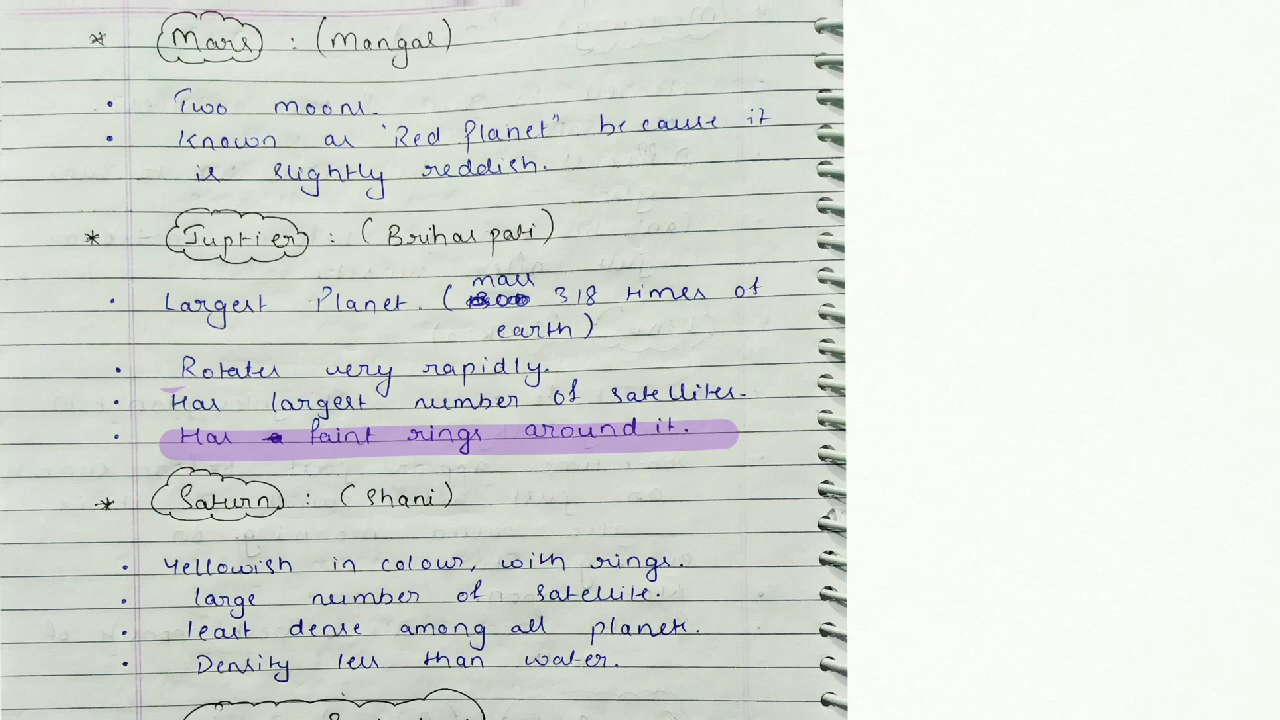 * Mars : (Mangal)
• Two moons.
• Known as "Red Planet" because it
is slightly reddish.
* Juptier : (Brihaspati)
mass
• Largest Planet. ( 318 times of
earth)
• Rotates very rapidly.
• Has largest number of satellites.
• Has faint rings around it.
* Saturn : (Shani)
• Yellowish in colour, with rings.
• large number of satellite.
• least dense among all planets.
• Density less than water.